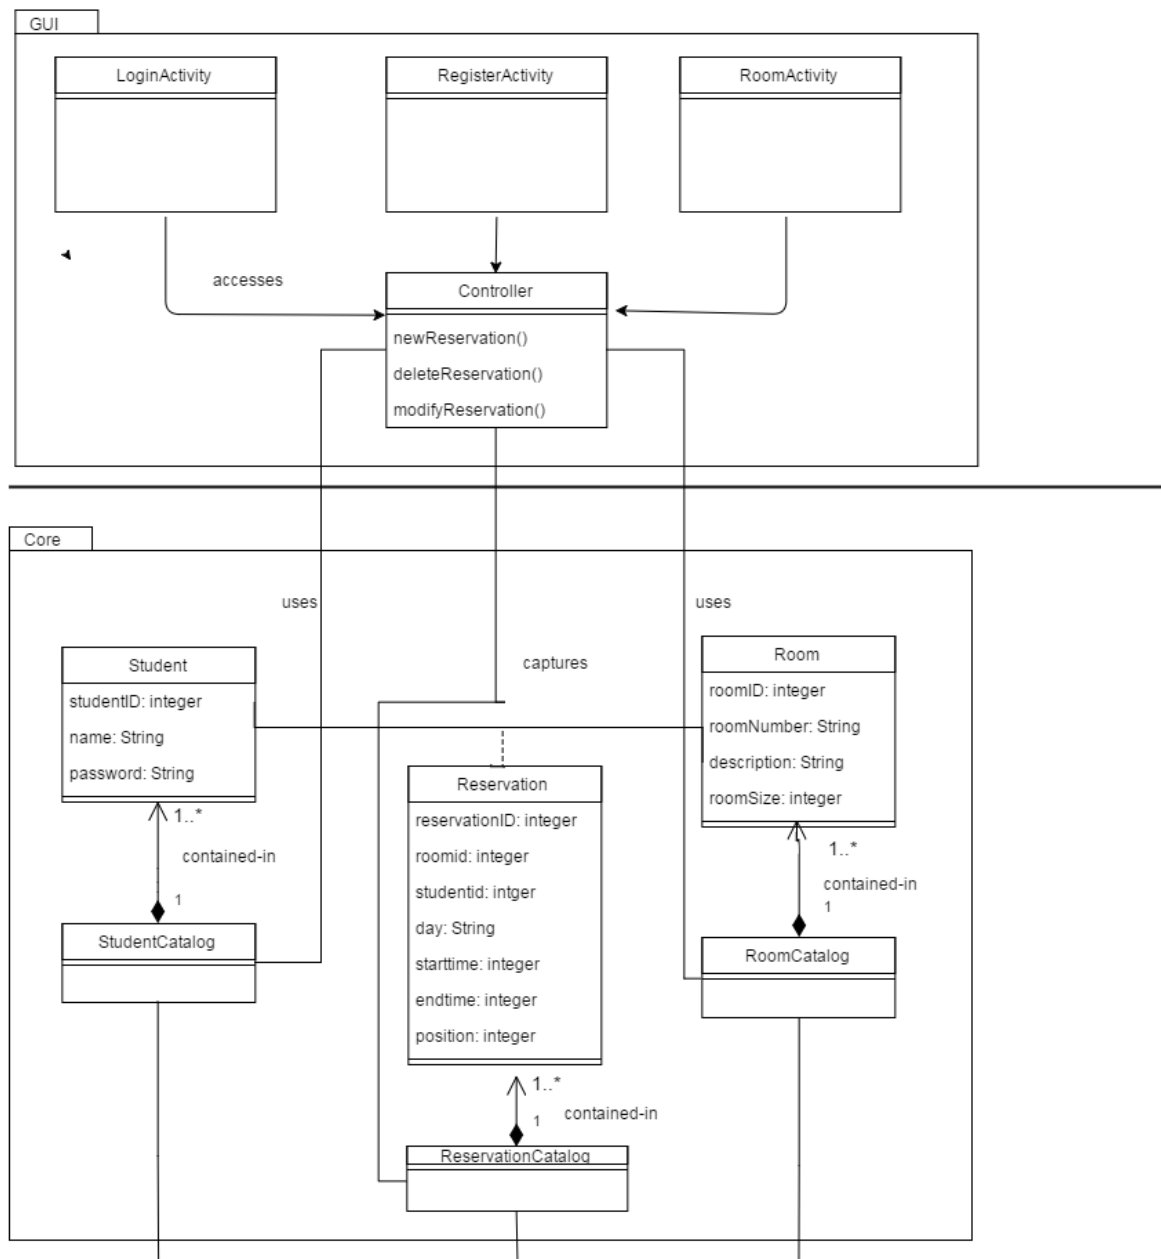 GUI
LoginActivity
RegisterActivity
RoomActivity
accesses
Controller
newReservation()
deleteReservation()
modifyReservation()
Core
uses
uses
captures
Student
studentID: integer
name: String
password: String
Room
roomID: integer
roomNumber: String
description: String
roomSize: integer
Reservation
reservationID: integer
roomid: integer
studentid: intger
day: String
starttime: integer
endtime: integer
position: integer
1..*
contained-in
1
StudentCatalog
1..*
contained-in
1
RoomCatalog
1..*
contained-in
1
ReservationCatalog